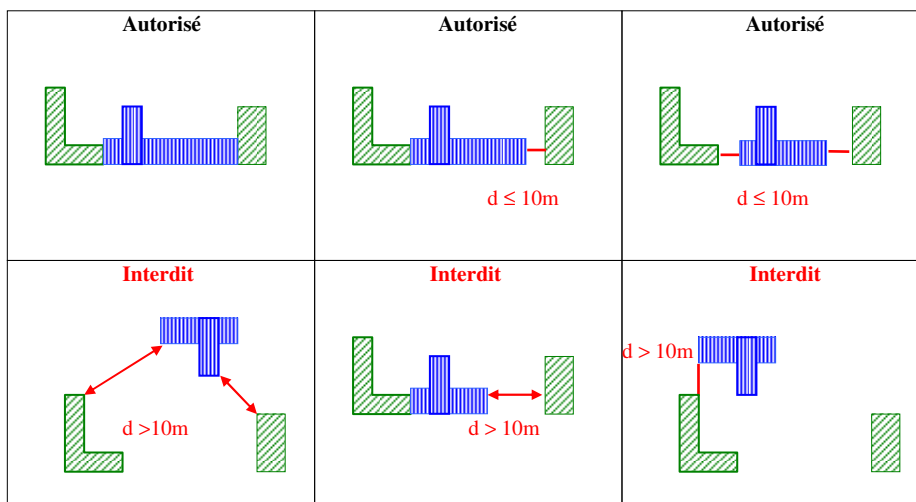 Autorisé
Autorisé
Autorisé
d ≤ 10m
d ≤ 10m
Interdit
Interdit
Interdit
d >10m
d > 10m
d > 10m